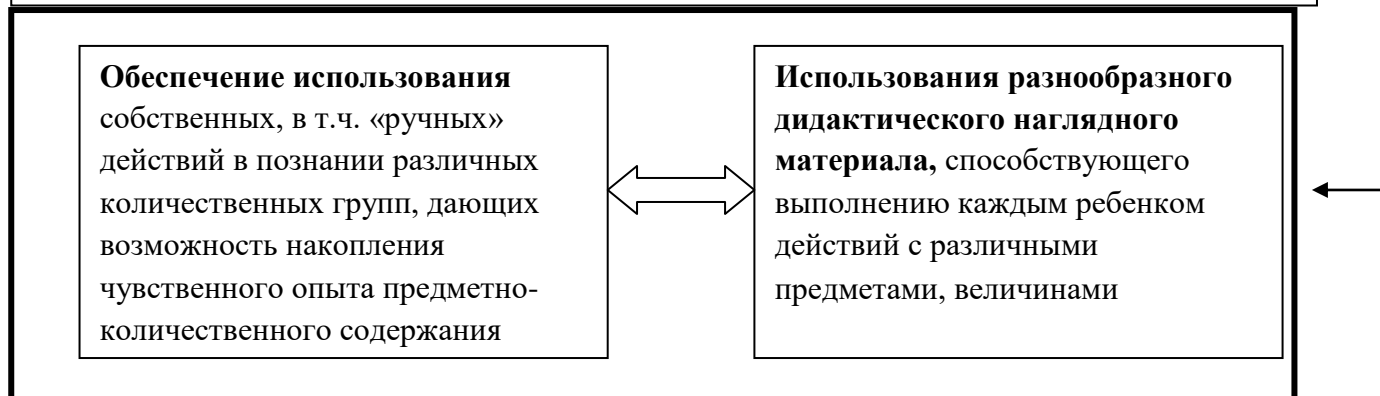 Обеспечение использования
собственных, в т.ч. «ручных»
действий в познании различных
количественных групп, дающих
возможность накопления
чувственного опыта предметно-
количественного содержания
Использования разнообразного
дидактического наглядного
материала, способствующего
выполнению каждым ребенком
действий с различными
предметами, величинами